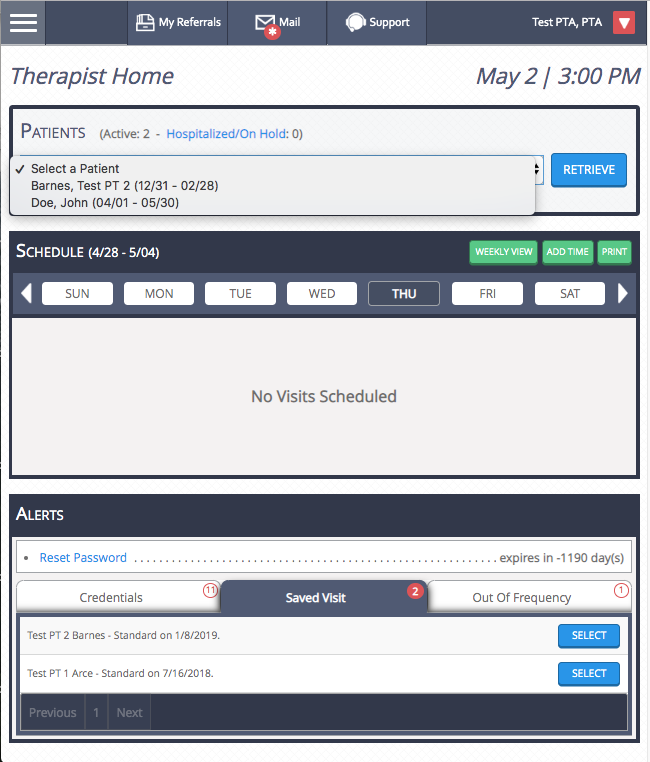 My Referrals Mail Support Test PTA, PTA
Therapist Home May 2 | 3:00 PM
PATIENTS (Active: 2 - Hospitalized/On Hold: 0)
✓ Select a Patient
Barnes, Test PT 2 (12/31 - 02/28)
Doe, John (04/01 - 05/30)
RETRIEVE
SCHEDULE (4/28 - 5/04) WEEKLY VIEW ADD TIME PRINT
SUN MON TUE WED THU FRI SAT
No Visits Scheduled
ALERTS
• Reset Password expires in -1190 day(s)
Credentials 11 Saved Visit 2 Out Of Frequency 1
Test PT 2 Barnes - Standard on 1/8/2019. SELECT
Test PT 1 Arce - Standard on 7/16/2018. SELECT
Previous 1 Next